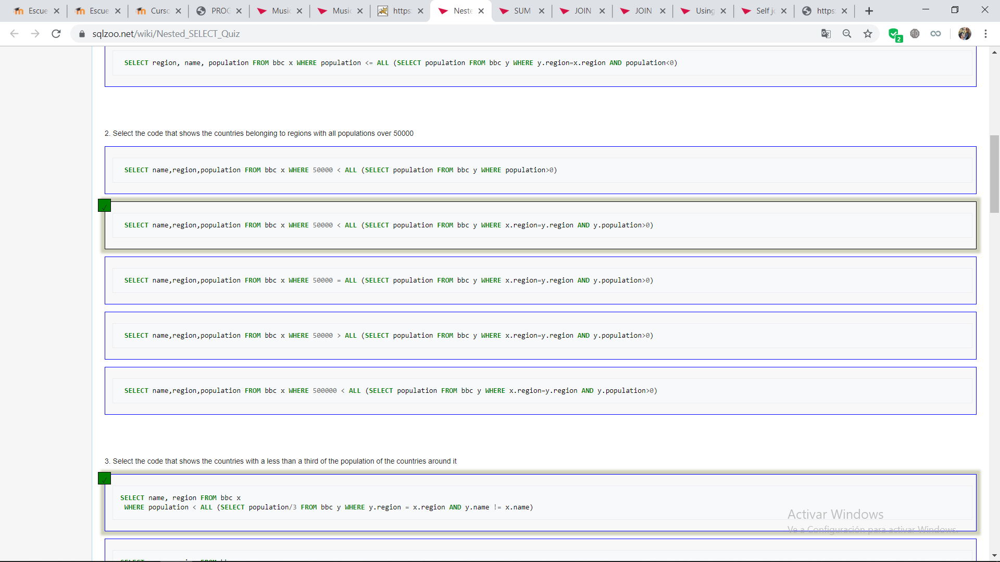 Escue
Escue
Curso
PROG
Music
Music
https:
Neste
SUM
JOIN
JOIN
Using
Self jo
https:
sqlzoo.net/wiki/Nested_SELECT_Quiz
2
SELECT region, name, population FROM bbc x WHERE population <= ALL (SELECT population FROM bbc y WHERE y.region=x.region AND population<0)
2. Select the code that shows the countries belonging to regions with all populations over 50000
SELECT name,region,population FROM bbc x WHERE 50000 < ALL (SELECT population FROM bbc y WHERE population>0)
SELECT name,region,population FROM bbc x WHERE 50000 < ALL (SELECT population FROM bbc y WHERE x.region=y.region AND y.population>0)
SELECT name,region,population FROM bbc x WHERE 50000 = ALL (SELECT population FROM bbc y WHERE x.region=y.region AND y.population>0)
SELECT name,region,population FROM bbc x WHERE 50000 > ALL (SELECT population FROM bbc y WHERE x.region=y.region AND y.population>0)
SELECT name,region,population FROM bbc x WHERE 500000 < ALL (SELECT population FROM bbc y WHERE x.region=y.region AND y.population>0)
3. Select the code that shows the countries with a less than a third of the population of the countries around it
SELECT name, region FROM bbc x
WHERE population < ALL (SELECT population/3 FROM bbc y WHERE y.region = x.region AND y.name != x.name)
Activar Windows
Ve a Configuración para activar Windows.